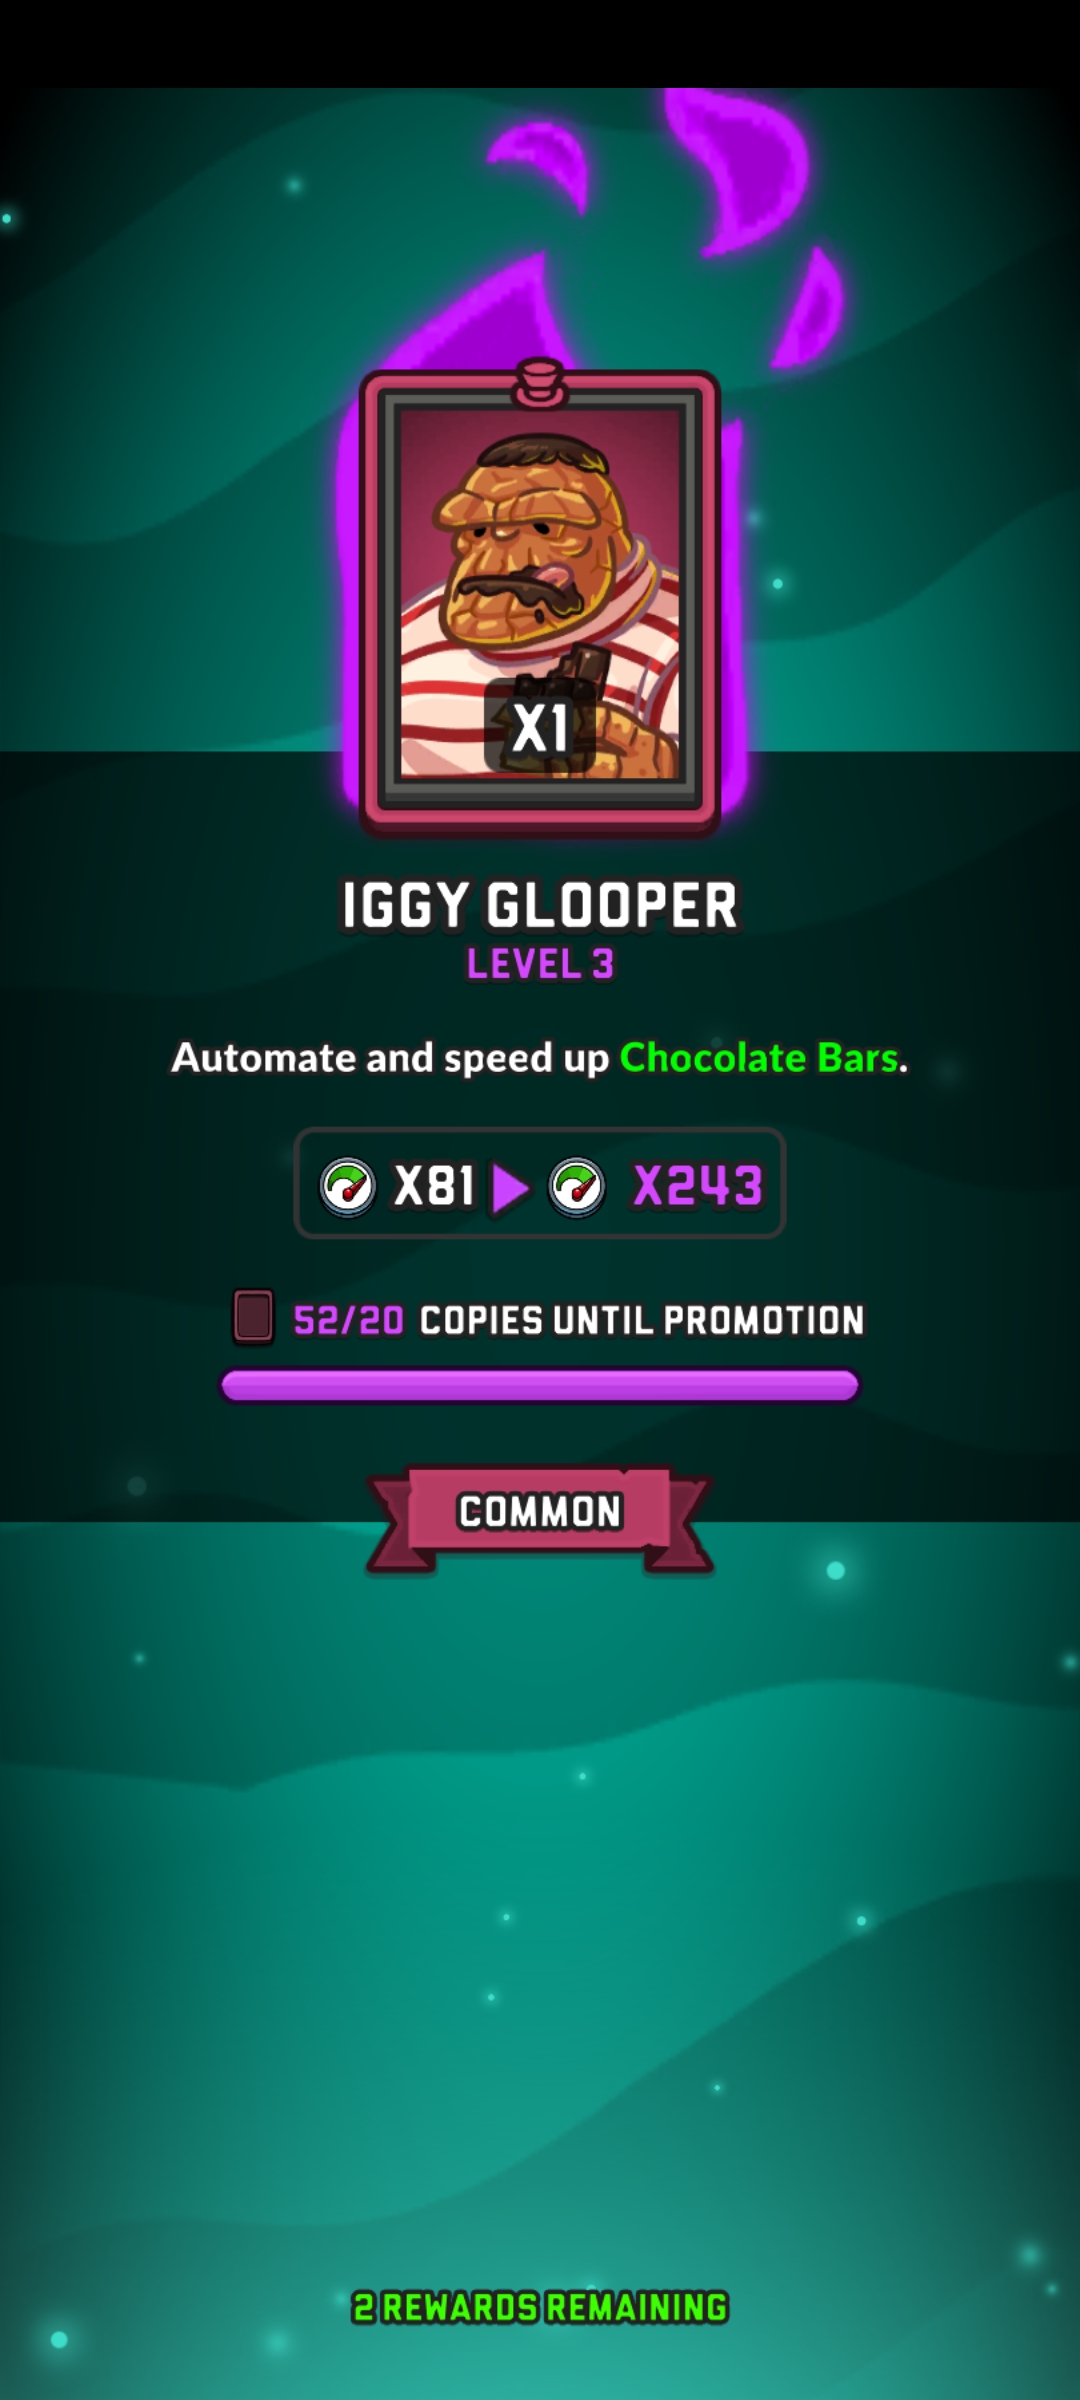 X1
IGGY GLOOPER
LEVEL 3
Automate and speed up Chocolate Bars.
X81 X243
52/20 COPIES UNTIL PROMOTION
COMMON
2 REWARDS REMAINING